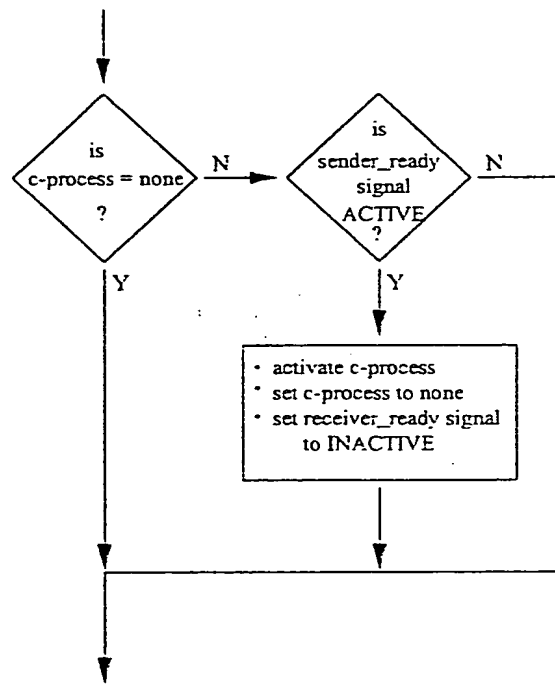 is
c-process = none
?
N
Y
is
sender_ready
signal
ACTIVE
?
N
Y
• activate c-process
• set c-process to none
• set receiver_ready signal
to INACTIVE